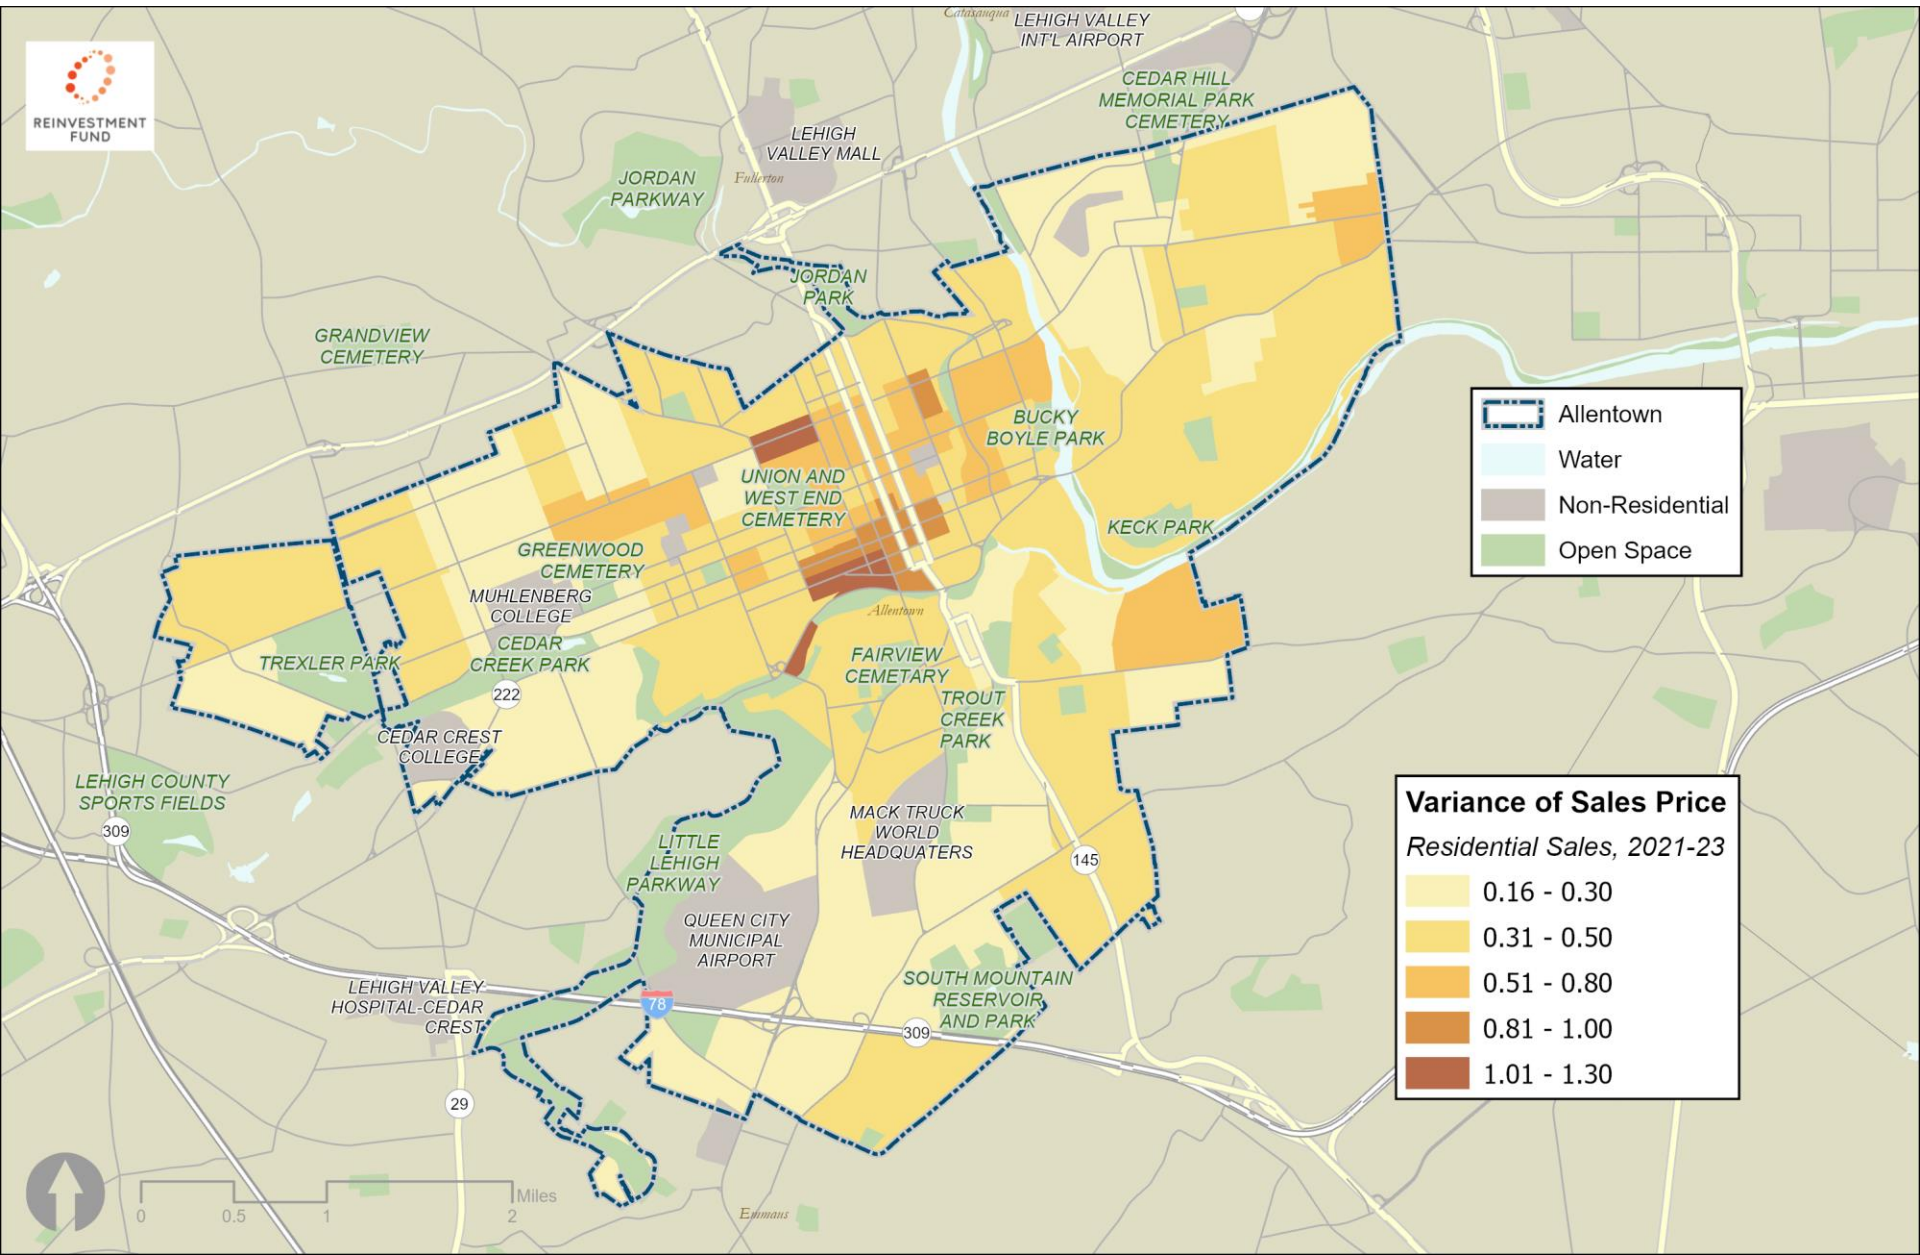 Catasauqua
LEHIGH VALLEY
INT'L AIRPORT
REINVESTMENT
FUND
CEDAR HILL
MEMORIAL PARK
CEMETERY
LEHIGH
VALLEY MALL
Fullerton
JORDAN
PARKWAY
JORDAN
PARK
GRANDVIEW
CEMETERY
BUCKY
BOYLE PARK
UNION AND
WEST END
CEMETERY
KECK PARK
GREENWOOD
CEMETERY
MUHLENBERG
COLLEGE
Allentown
CEDAR
CREEK PARK
TREXLER PARK
FAIRVIEW
CEMETARY
222
TROUT
CREEK
PARK
CEDAR CREST
COLLEGE
LEHIGH COUNTY
SPORTS FIELDS
309
MACK TRUCK
WORLD
HEADQUATERS
LITTLE
LEHIGH
PARKWAY
145
QUEEN CITY
MUNICIPAL
AIRPORT
SOUTH MOUNTAIN
RESERVOIR
AND PARK
LEHIGH VALLEY
HOSPITAL-CEDAR
CREST
78
309
29
Emmaus
Allentown
Water
Non-Residential
Open Space
Variance of Sales Price
Residential Sales, 2021-23
0.16 - 0.30
0.31 - 0.50
0.51 - 0.80
0.81 - 1.00
1.01 - 1.30
Miles
0 0.5 1 2